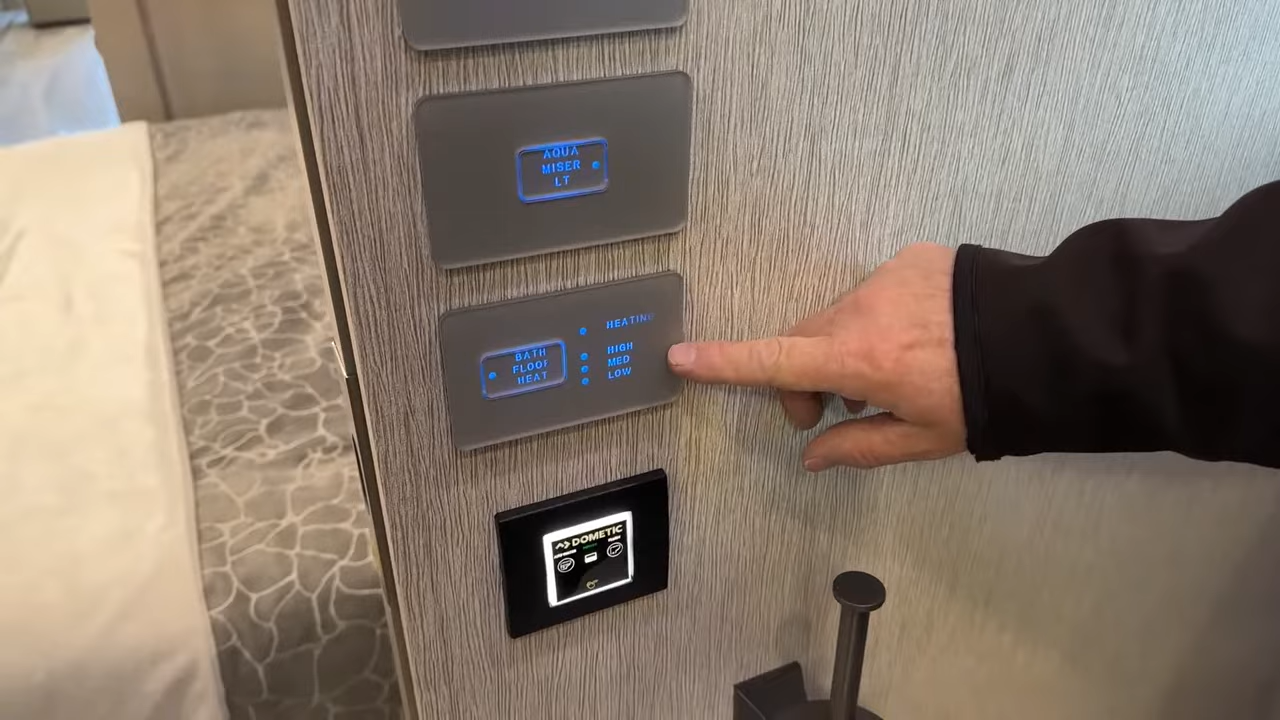 AQUA
MISER
LT
BATH
FLOOR
HEAT
HEATING
HIGH
MED
LOW
DOMETIC